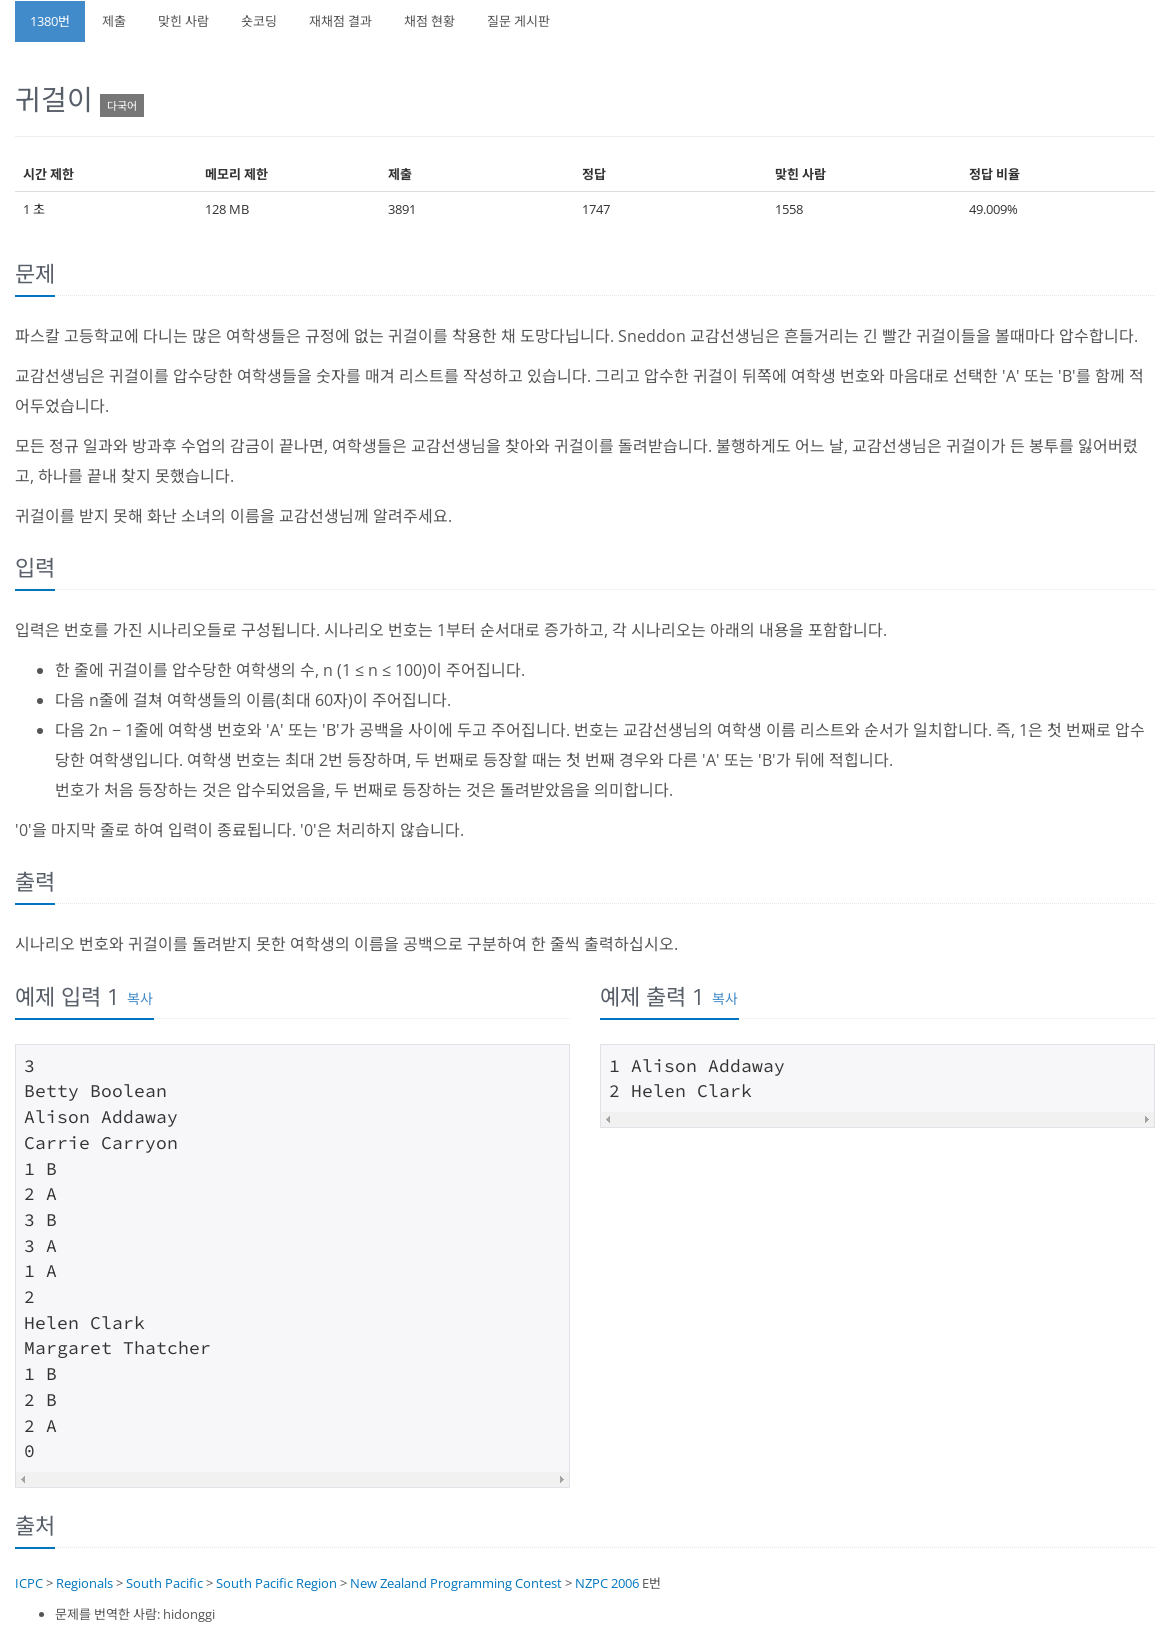 1380번 제출 맞힌 사람 숏코딩 재채점 결과 채점 현황 질문 게시판
귀걸이 다국어
시간 제한 메모리 제한 제출 정답 맞힌 사람 정답 비율
1 초 128 MB 3891 1747 1558 49.009%
문제
파스칼 고등학교에 다니는 많은 여학생들은 규정에 없는 귀걸이를 착용한 채 도망다닙니다. Sneddon 교감선생님은 흔들거리는 긴 빨간 귀걸이들을 볼때마다 압수합니다.
교감선생님은 귀걸이를 압수당한 여학생들을 숫자를 매겨 리스트를 작성하고 있습니다. 그리고 압수한 귀걸이 뒤쪽에 여학생 번호와 마음대로 선택한 'A' 또는 'B'를 함께 적
어두었습니다.
모든 정규 일과와 방과후 수업의 감금이 끝나면, 여학생들은 교감선생님을 찾아와 귀걸이를 돌려받습니다. 불행하게도 어느 날, 교감선생님은 귀걸이가 든 봉투를 잃어버렸
고, 하나를 끝내 찾지 못했습니다.
귀걸이를 받지 못해 화난 소녀의 이름을 교감선생님께 알려주세요.
입력
입력은 번호를 가진 시나리오들로 구성됩니다. 시나리오 번호는 1부터 순서대로 증가하고, 각 시나리오는 아래의 내용을 포함합니다.
• 한 줄에 귀걸이를 압수당한 여학생의 수, n (1 ≤ n ≤ 100)이 주어집니다.
• 다음 n줄에 걸쳐 여학생들의 이름(최대 60자)이 주어집니다.
• 다음 2n − 1줄에 여학생 번호와 'A' 또는 'B'가 공백을 사이에 두고 주어집니다. 번호는 교감선생님의 여학생 이름 리스트와 순서가 일치합니다. 즉, 1은 첫 번째로 압수
당한 여학생입니다. 여학생 번호는 최대 2번 등장하며, 두 번째로 등장할 때는 첫 번째 경우와 다른 'A' 또는 'B'가 뒤에 적힙니다.
번호가 처음 등장하는 것은 압수되었음을, 두 번째로 등장하는 것은 돌려받았음을 의미합니다.
'0'을 마지막 줄로 하여 입력이 종료됩니다. '0'은 처리하지 않습니다.
출력
시나리오 번호와 귀걸이를 돌려받지 못한 여학생의 이름을 공백으로 구분하여 한 줄씩 출력하십시오.
예제 입력 1 복사
3
Betty Boolean
Alison Addaway
Carrie Carryon
1 B
2 A
3 B
3 A
1 A
2
Helen Clark
Margaret Thatcher
1 B
2 B
2 A
0
예제 출력 1 복사
1 Alison Addaway
2 Helen Clark
출처
ICPC > Regionals > South Pacific > South Pacific Region > New Zealand Programming Contest > NZPC 2006 E번
• 문제를 번역한 사람: hidonggi